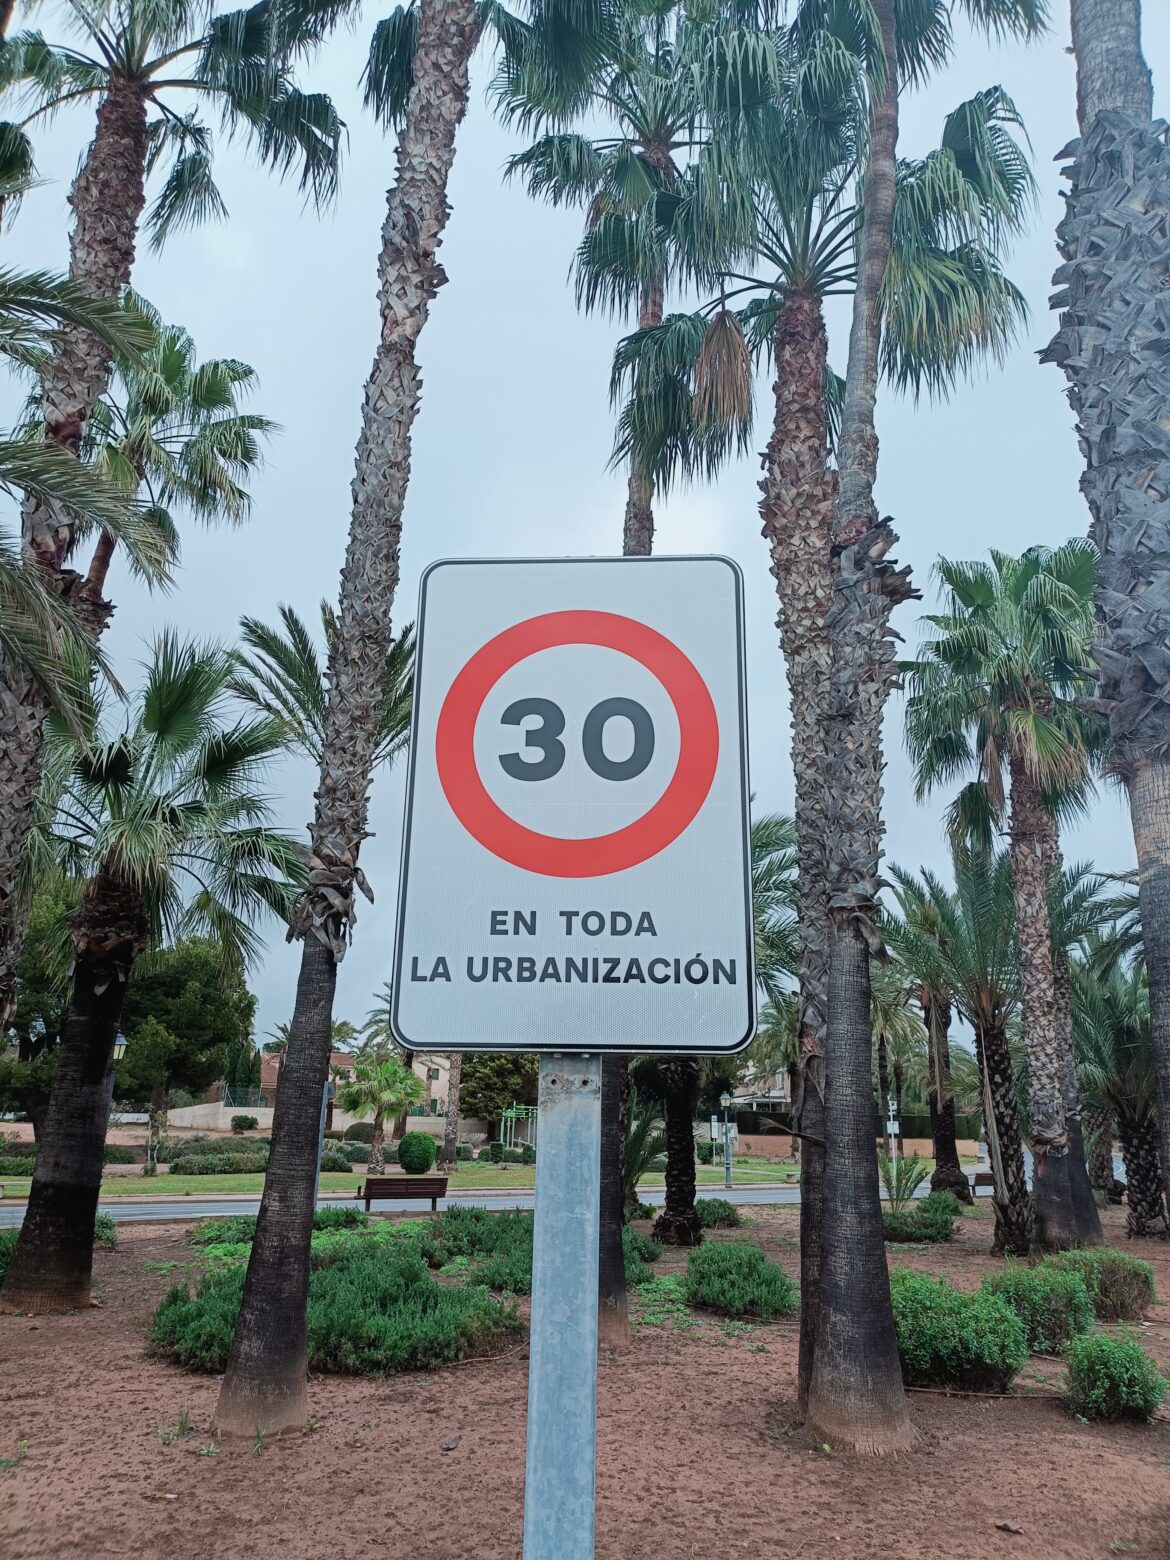 30
EN TODA
LA URBANIZACIÓN